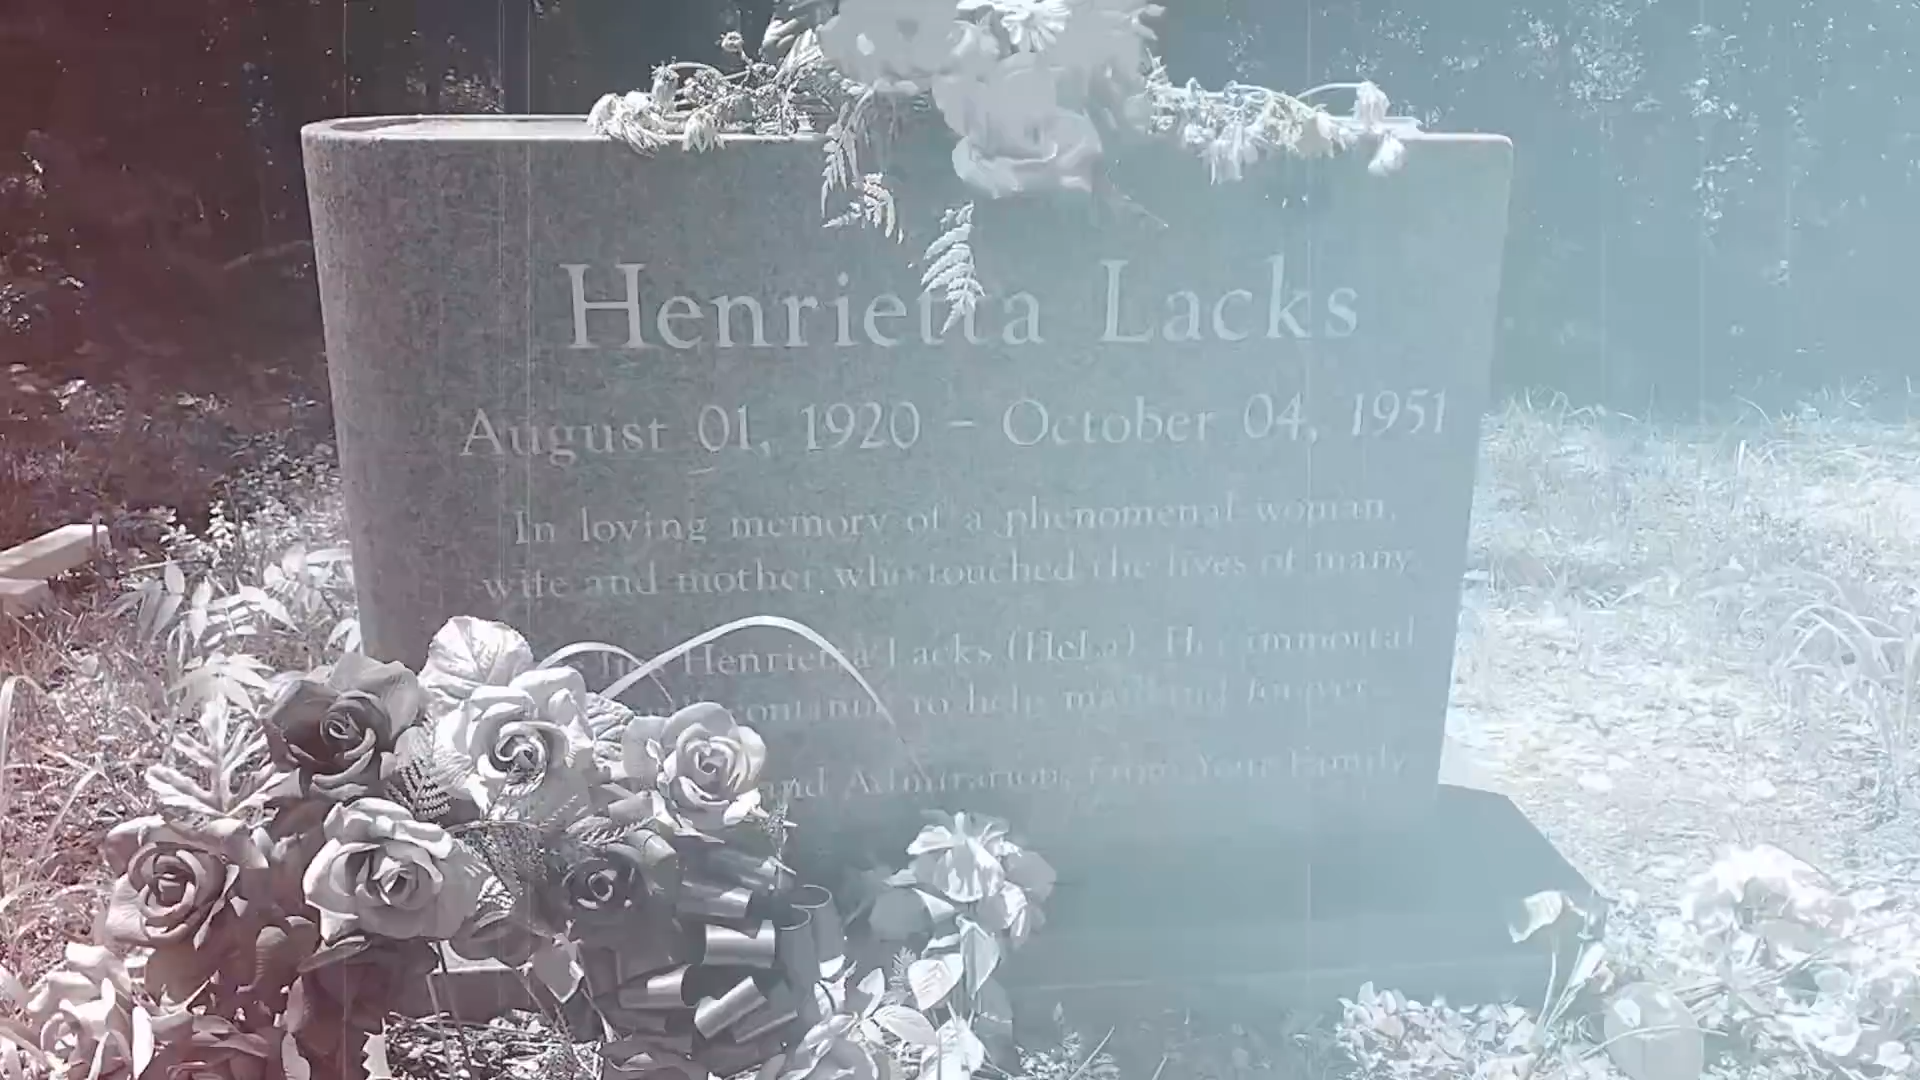 Henrietta Lacks
August 01, 1920 - October 04, 1951
In loving memory of a phenomenal woman,
wife and mother who touched the lives of many.
Henrietta Lacks (HeLa). Her immortal
continue to help mankind forever.
and Admiration, From Your Family